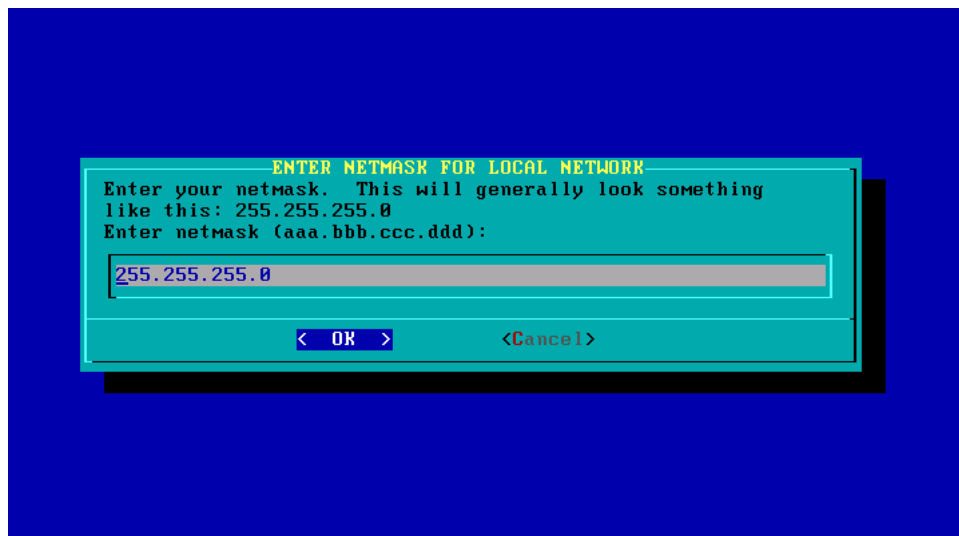 ENTER NETMASK FOR LOCAL NETWORK
Enter your netmask.  This will generally look something
like this: 255.255.255.0
Enter netmask (aaa.bbb.ccc.ddd):
255.255.255.0
<  OK  > <Cancel>